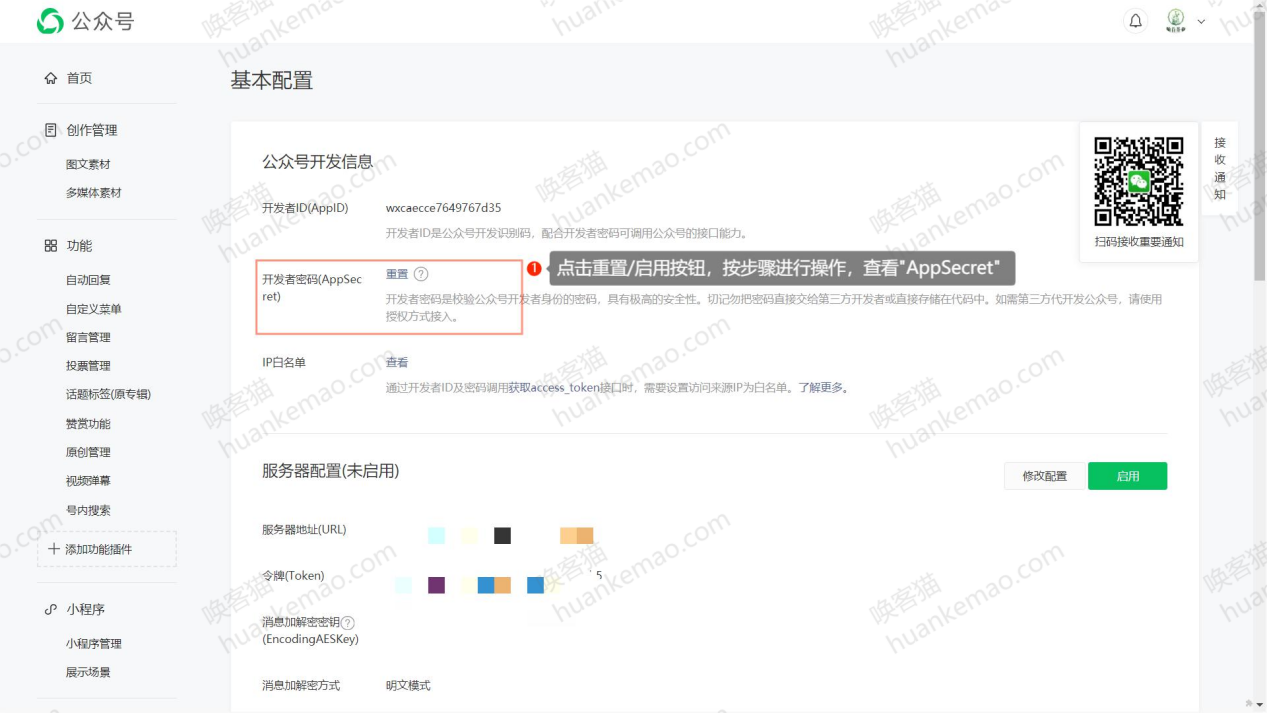 公众号
首页
创作管理
图文素材
多媒体素材
功能
自动回复
自定义菜单
留言管理
投票管理
话题标签(原专辑)
赞赏功能
原创管理
视频弹幕
号内搜索
添加功能插件
小程序
小程序管理
展示场景
基本配置
公众号开发信息
开发者ID(AppID)
wxcaecce7649767d35
开发者ID是公众号开发识别码，配合开发者密码可调用公众号的接口能力。
开发者密码(AppSec
ret)
重置 ?
1 点击重置/启用按钮，按步骤进行操作，查看"AppSecret"
开发者密码是校验公众号开发者身份的密码，具有极高的安全性。切记勿把密码直接交给第三方开发者或直接存储在代码中。如需第三方代开发公众号，请使用
授权方式接入。
IP白名单
查看
通过开发者ID及密码调用获取access_token接口时，需要设置访问来源IP为白名单。了解更多。
扫码接收重要通知
接收通知
服务器配置(未启用)
修改配置
启用
服务器地址(URL)
令牌(Token)
5
消息加解密密钥?
(EncodingAESKey)
消息加解密方式
明文模式
唤客猫
huankemao.com